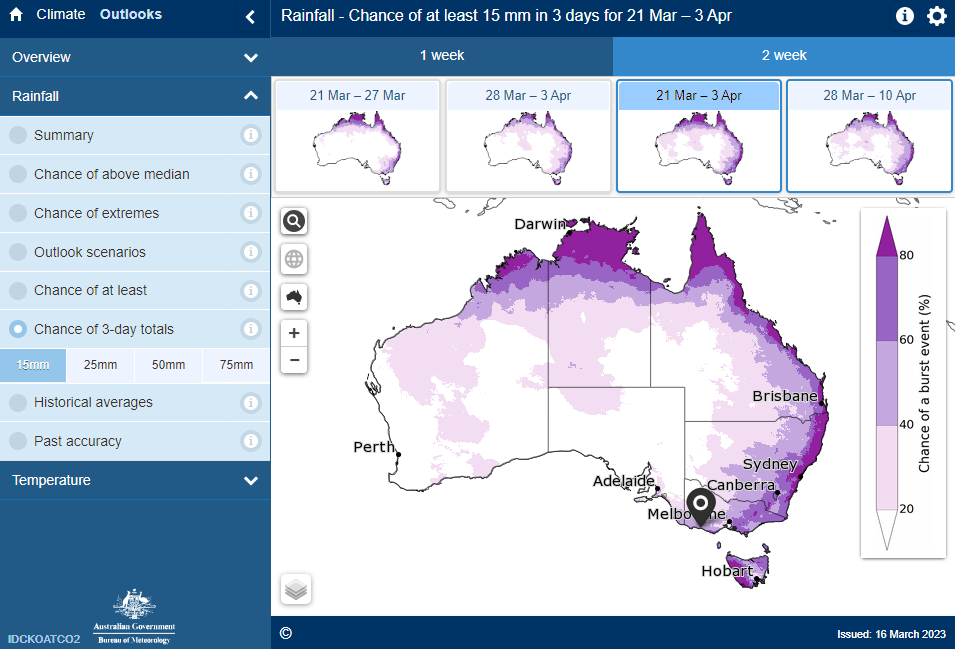 Climate Outlooks
Overview
Rainfall
Summary
Chance of above median
Chance of extremes
Outlook scenarios
Chance of at least
Chance of 3-day totals
15mm 25mm 50mm 75mm
Historical averages
Past accuracy
Temperature
Australian Government
Bureau of Meteorology
IDCKOATCO2
Rainfall - Chance of at least 15 mm in 3 days for 21 Mar – 3 Apr
1 week 2 week
21 Mar – 27 Mar 28 Mar – 3 Apr 21 Mar – 3 Apr 28 Mar – 10 Apr
+
−
Darwin
Brisbane
Perth
Sydney
Adelaide
Canberra
Hobart
80
60
40
20
Chance of a burst event (%)
© Issued: 16 March 2023